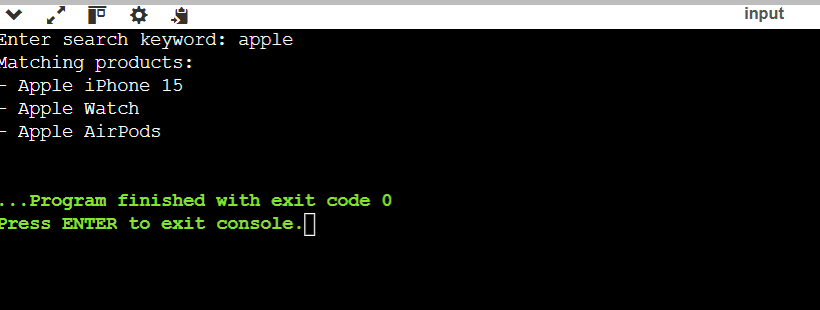 input
Enter search keyword: apple
Matching products:
- Apple iPhone 15
- Apple Watch
- Apple AirPods
...Program finished with exit code 0
Press ENTER to exit console.